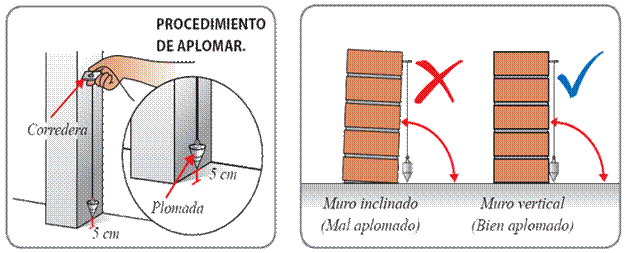 PROCEDIMIENTO
DE APLOMAR.
Corredera
5 cm
Plomada
5 cm
Muro inclinado
(Mal aplomado)
Muro vertical
(Bien aplomado)